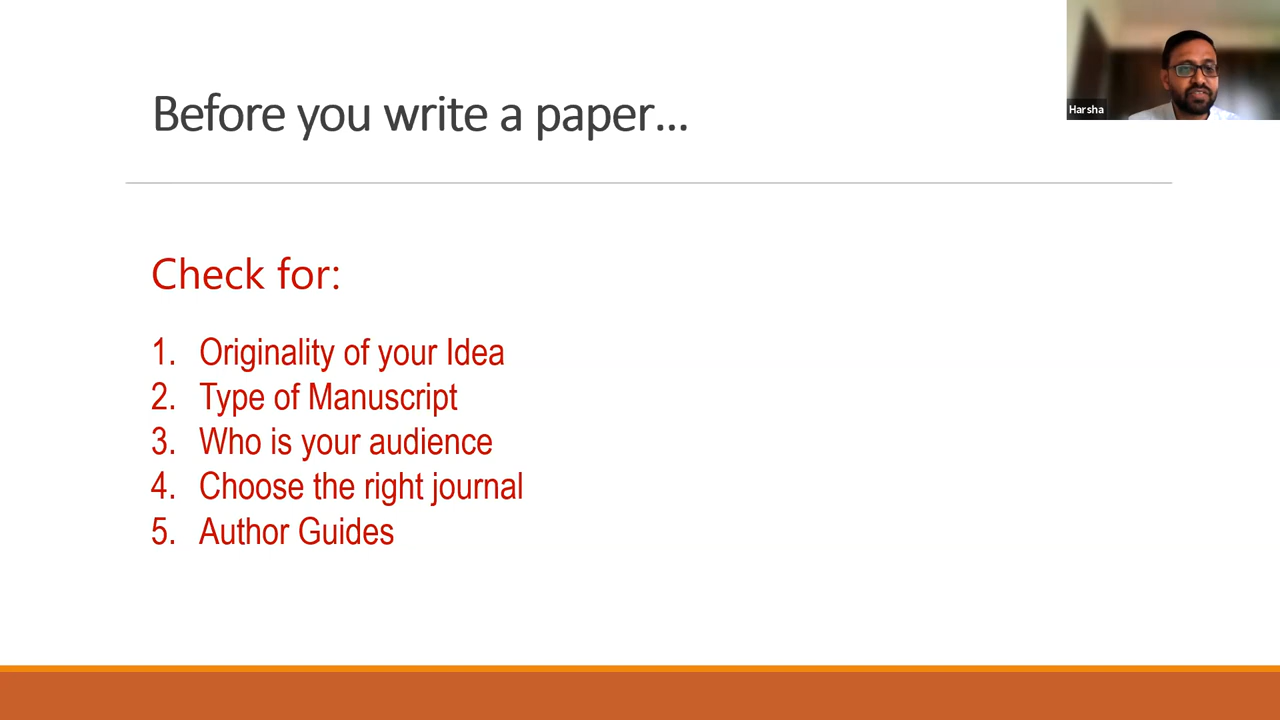 Before you write a paper...
Harsha
Check for:
1. Originality of your Idea
2. Type of Manuscript
3. Who is your audience
4. Choose the right journal
5. Author Guides